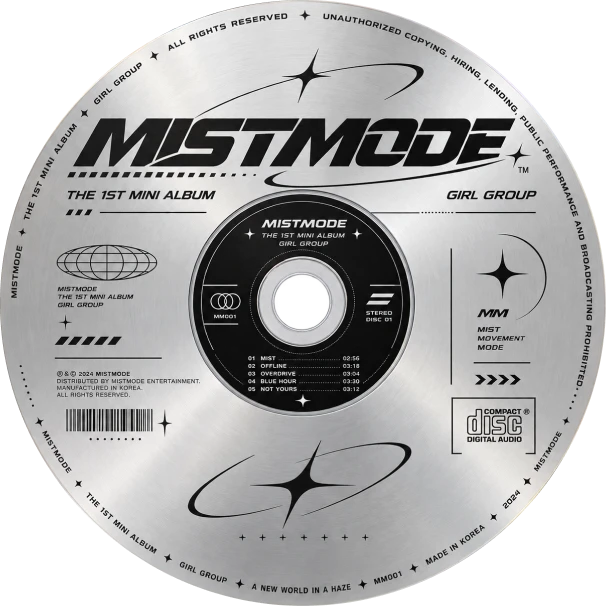 MISTMODE ✦ THE 1ST MINI ALBUM ✦ GIRL GROUP ✦ ALL RIGHTS RESERVED ✦ UNAUTHORIZED COPYING, HIRING, LENDING, PUBLIC PERFORMANCE AND BROADCASTING PROHIBITED.
MISTMODE
TM
THE 1ST MINI ALBUM
GIRL GROUP
MISTMODE
THE 1ST MINI ALBUM
GIRL GROUP
MISTMODE
THE 1ST MINI ALBUM
GIRL GROUP
MM001
STEREO
DISC 01
01 MIST 02:56
02 OFFLINE 03:18
03 OVERDRIVE 03:04
04 BLUE HOUR 03:30
05 NOT YOURS 03:12
MM
MIST
MOVEMENT
MODE
℗ & © 2024 MISTMODE
DISTRIBUTED BY MISTMODE ENTERTAINMENT.
MANUFACTURED IN KOREA.
ALL RIGHTS RESERVED.
COMPACT ®
disc
DIGITAL AUDIO
MISTMODE ✦ THE 1ST MINI ALBUM ✦ GIRL GROUP ✦ A NEW WORLD IN A HAZE ✦ MM001 ✦ MADE IN KOREA ✦ 2024 ✦ MISTMODE